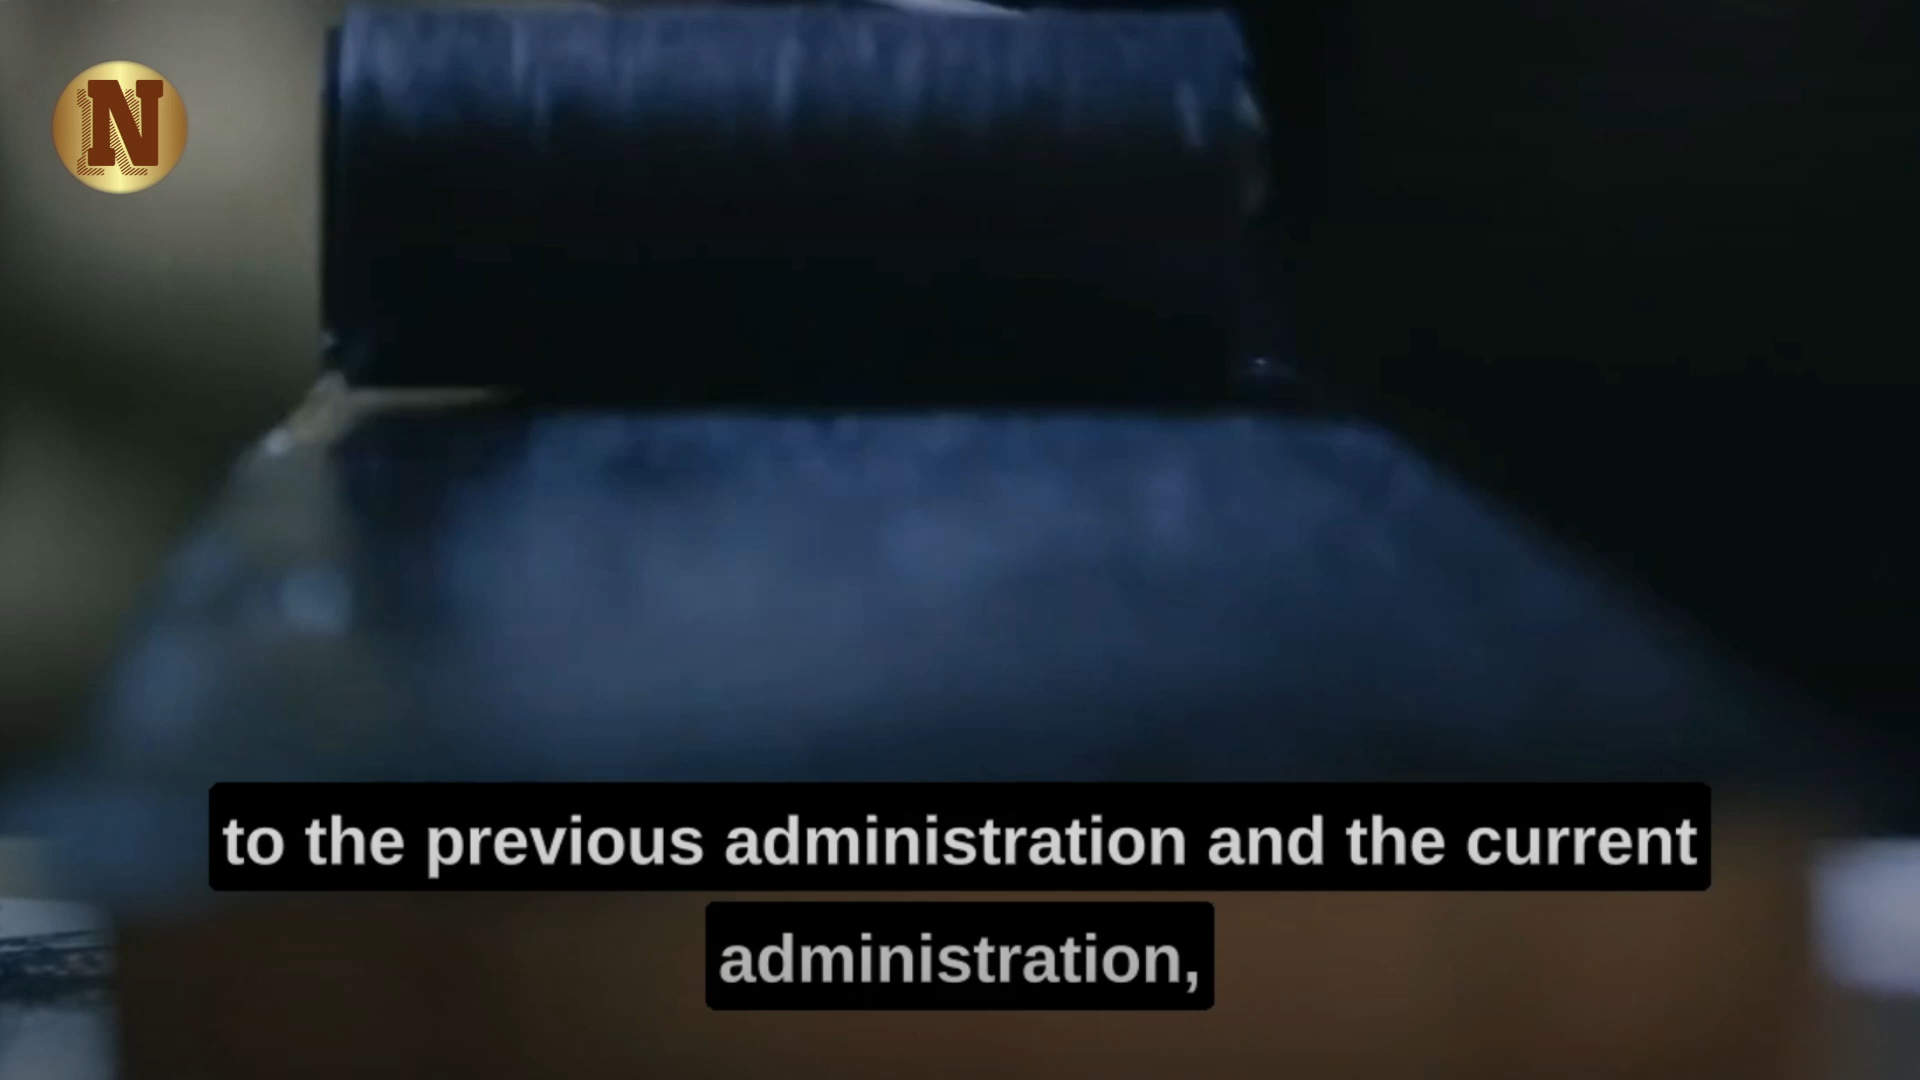 N
to the previous administration and the current
administration,